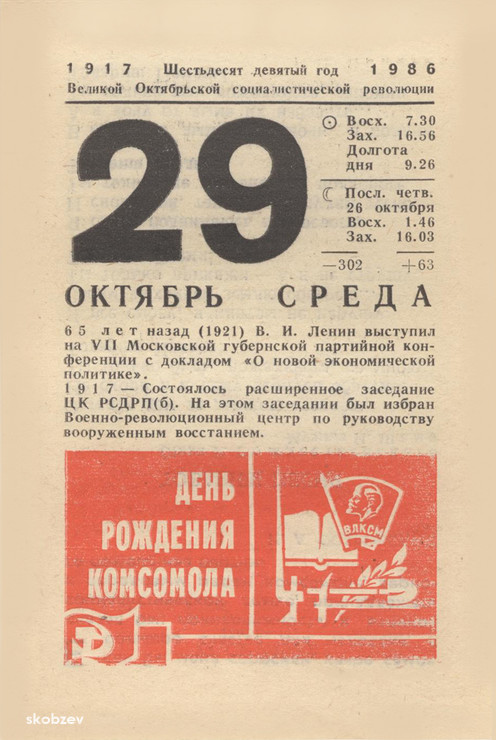 1917 Шестьдесят девятый год 1986
Великой Октябрьской социалистической революции
29
Восх. 7.30
Зах. 16.56
Долгота
дня 9.26
Посл. четв.
26 октября
Восх. 1.46
Зах. 16.03
—302 +63
ОКТЯБРЬ СРЕДА
65 лет назад (1921) В. И. Ленин выступил
на VII Московской губернской партийной кон-
ференции с докладом «О новой экономической
политике».
1917 — Состоялось расширенное заседание
ЦК РСДРП(б). На этом заседании был избран
Военно-революционный центр по руководству
вооруженным восстанием.
ДЕНЬ
РОЖДЕНИЯ
КОМСОМОЛА
ВЛКСМ
skobzev